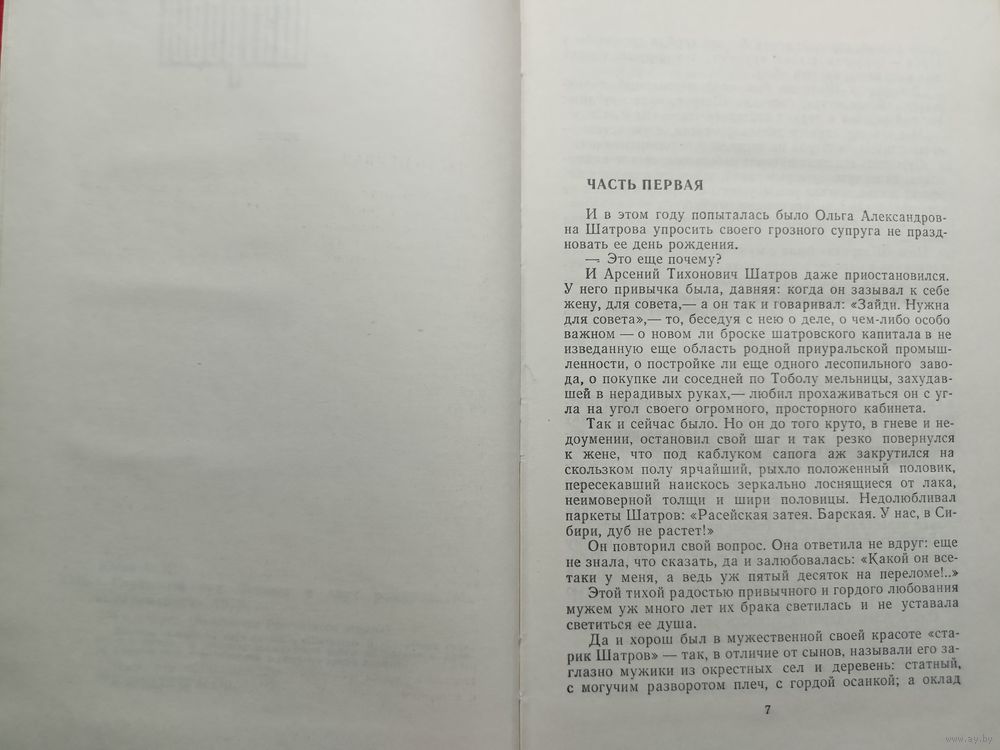 ЧАСТЬ ПЕРВАЯ
И в этом году попыталась было Ольга Александров-
на Шатрова упросить своего грозного супруга не празд-
новать ее день рождения.
— Это еще почему?
И Арсений Тихонович Шатров даже приостановился.
У него привычка была, давняя: когда он зазывал к себе
жену, для совета,— а он так и говаривал: «Зайди. Нужна
для совета»,— то, беседуя с нею о деле, о чем-либо особо
важном — о новом ли броске шатровского капитала в не
изведанную еще область родной приуральской промыш-
ленности, о постройке ли еще одного лесопильного заво-
да, о покупке ли соседней по Тоболу мельницы, захудав-
шей в нерадивых руках,— любил прохаживаться он с уг-
ла на угол своего огромного, просторного кабинета.
Так и сейчас было. Но он до того круто, в гневе и не-
доумении, остановил свой шаг и так резко повернулся
к жене, что под каблуком сапога аж закрутился на
скользком полу ярчайший, рыхло положенный половик,
пересекавший наискось зеркально лоснящиеся от лака,
неимоверной толщи и шири половицы. Недолюбливал
паркеты Шатров: «Расейская затея. Барская. У нас, в Си-
бири, дуб не растет!»
Он повторил свой вопрос. Она ответила не вдруг: еще
не знала, что сказать, да и залюбовалась: «Какой он все-
таки у меня, а ведь уж пятый десяток на переломе!..»
Этой тихой радостью привычного и гордого любования
мужем уж много лет их брака светилась и не уставала
светиться ее душа.
Да и хорош был в мужественной своей красоте «ста-
рик Шатров» — так, в отличие от сынов, называли его за-
глазно мужики из окрестных сел и деревень: статный,
с могучим разворотом плеч, с гордой осанкой; а оклад
7
www.ay.by